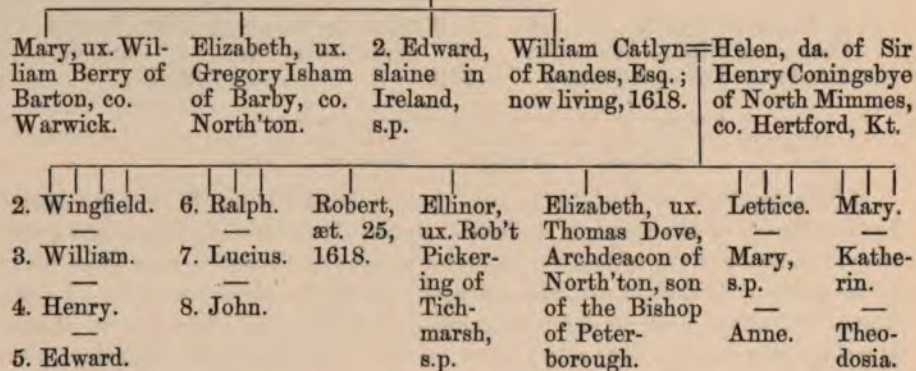 Mary, ux. Wil-
liam Berry of
Barton, co.
Warwick.
Elizabeth, ux.
Gregory Isham
of Barby, co.
North'ton.
2. Edward,
slaine in
Ireland,
s.p.
William Catlyn
of Randes, Esq.;
now living, 1618.
Helen, da. of Sir
Henry Coningsbye
of North Mimmes,
co. Hertford, Kt.
2. Wingfield.
—
3. William.
—
4. Henry.
—
5. Edward.
6. Ralph.
—
7. Lucius.
—
8. John.
Robert,
æt. 25,
1618.
Ellinor,
ux. Rob't
Picker-
ing of
Tich-
marsh,
s.p.
Elizabeth, ux.
Thomas Dove,
Archdeacon of
North'ton, son
of the Bishop
of Peter-
borough.
Lettice.
—
Mary,
s.p.
—
Anne.
Mary.
—
Kathe-
rin.
—
Theo-
dosia.